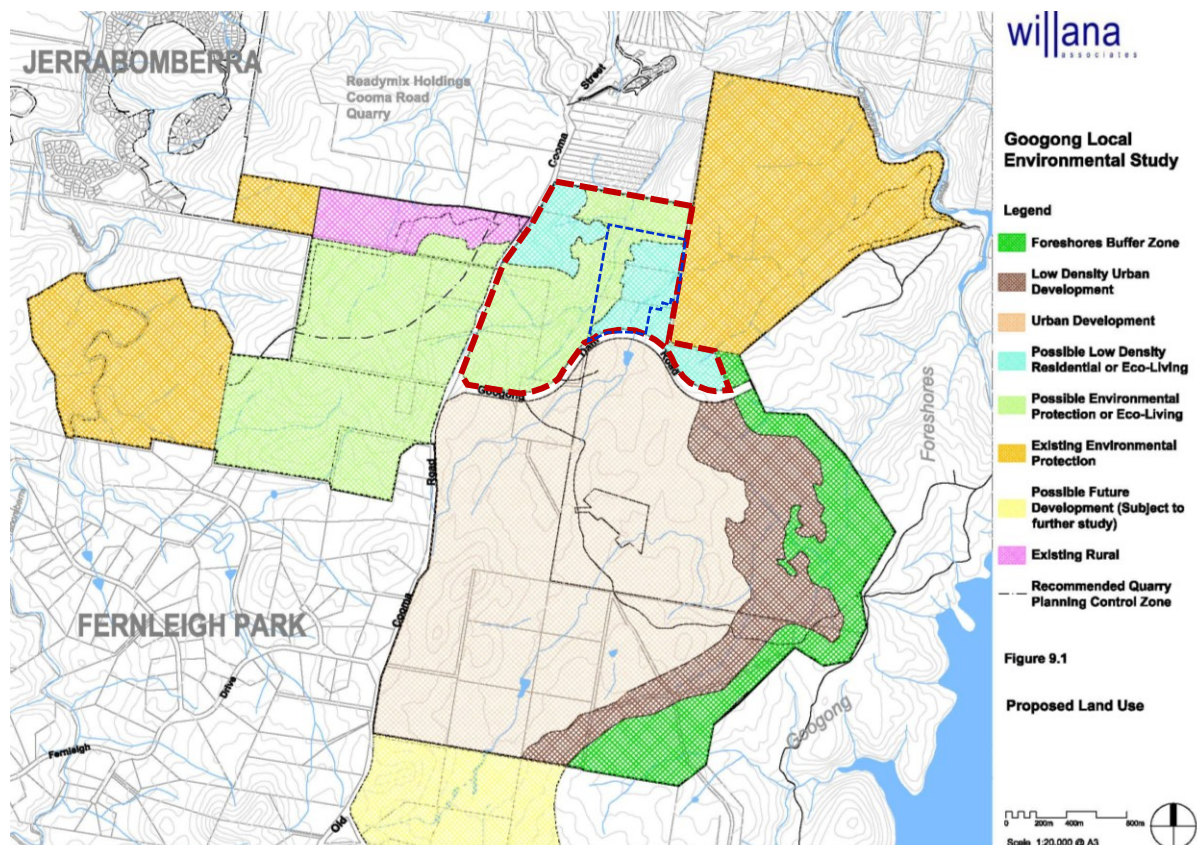 JERRABOMBERRA
Readymix Holdings
Cooma Road
Quarry
Street
Cooma
Dam
Road
Googong
Road
Foreshores
Cooma
FERNLEIGH PARK
Drive
Fernleigh
Googong
Old
willana
associates
Googong Local
Environmental Study
Legend
Foreshores Buffer Zone
Low Density Urban
Development
Urban Development
Possible Low Density
Residential or Eco-Living
Possible Environmental
Protection or Eco-Living
Existing Environmental
Protection
Possible Future
Development (Subject to
further study)
Existing Rural
Recommended Quarry
Planning Control Zone
Figure 9.1
Proposed Land Use
0 200m 400m 800m
Scale 1:20,000 @ A3